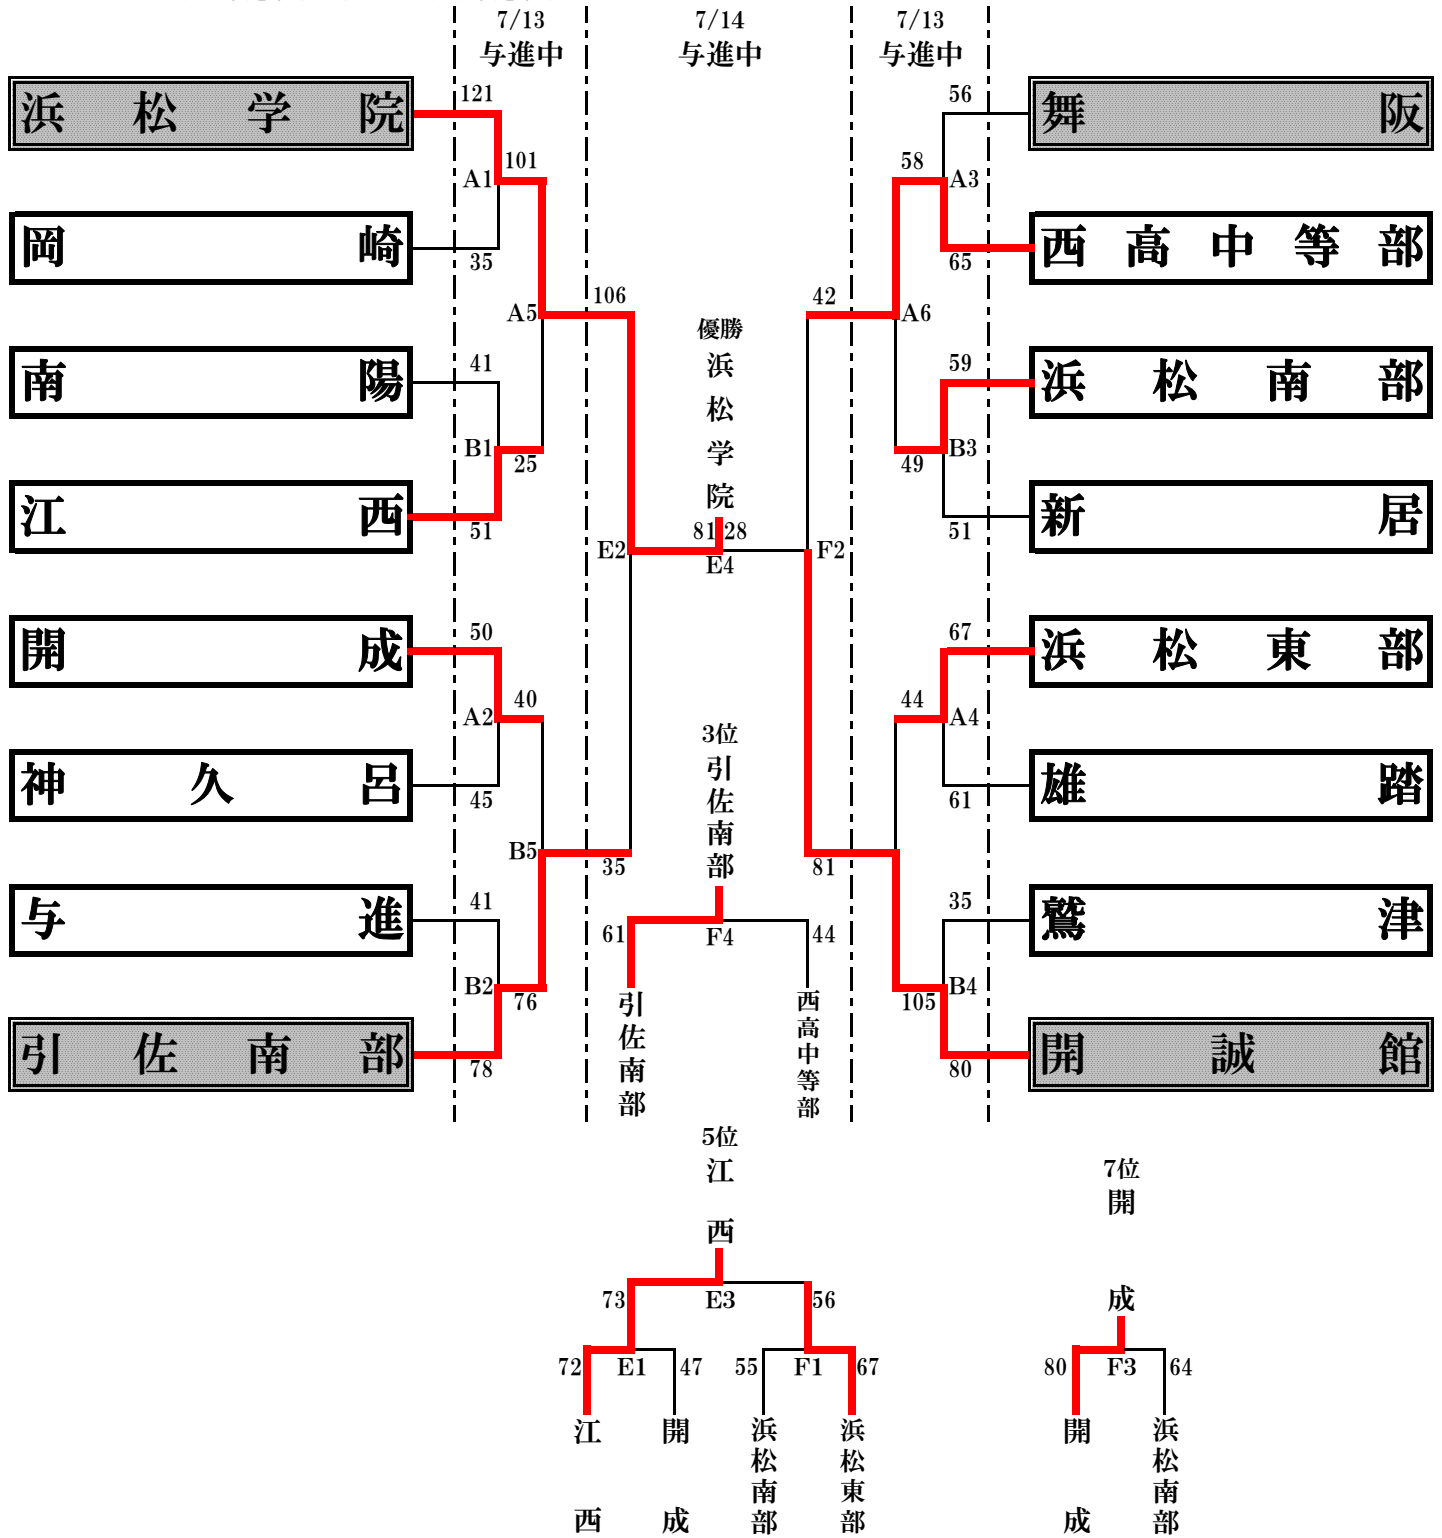 7/13 7/14 7/13
与進中 与進中 与進中
浜松学院 121 56 舞阪
A1 101 58 A3
岡崎 35 65 西高中等部
A5 106 42 A6
南陽 41 59 浜松南部
B1 25 49 B3
江西 51 51 新居
優勝
浜松学院
81 28
E2 E4 F2
開成 50 67 浜松東部
A2 40 44 A4
神久呂 45 61 雄踏
B5 35 81
与進 41 35 鷲津
B2 76 105 B4
引佐南部 78 80 開誠館
3位
引佐南部
61 F4 44
引佐南部 西高中等部
5位
江西
73 E3 56
72 E1 47 55 F1 67
江西 開成 浜松南部 浜松東部
7位
開成
80 F3 64
開成 浜松南部